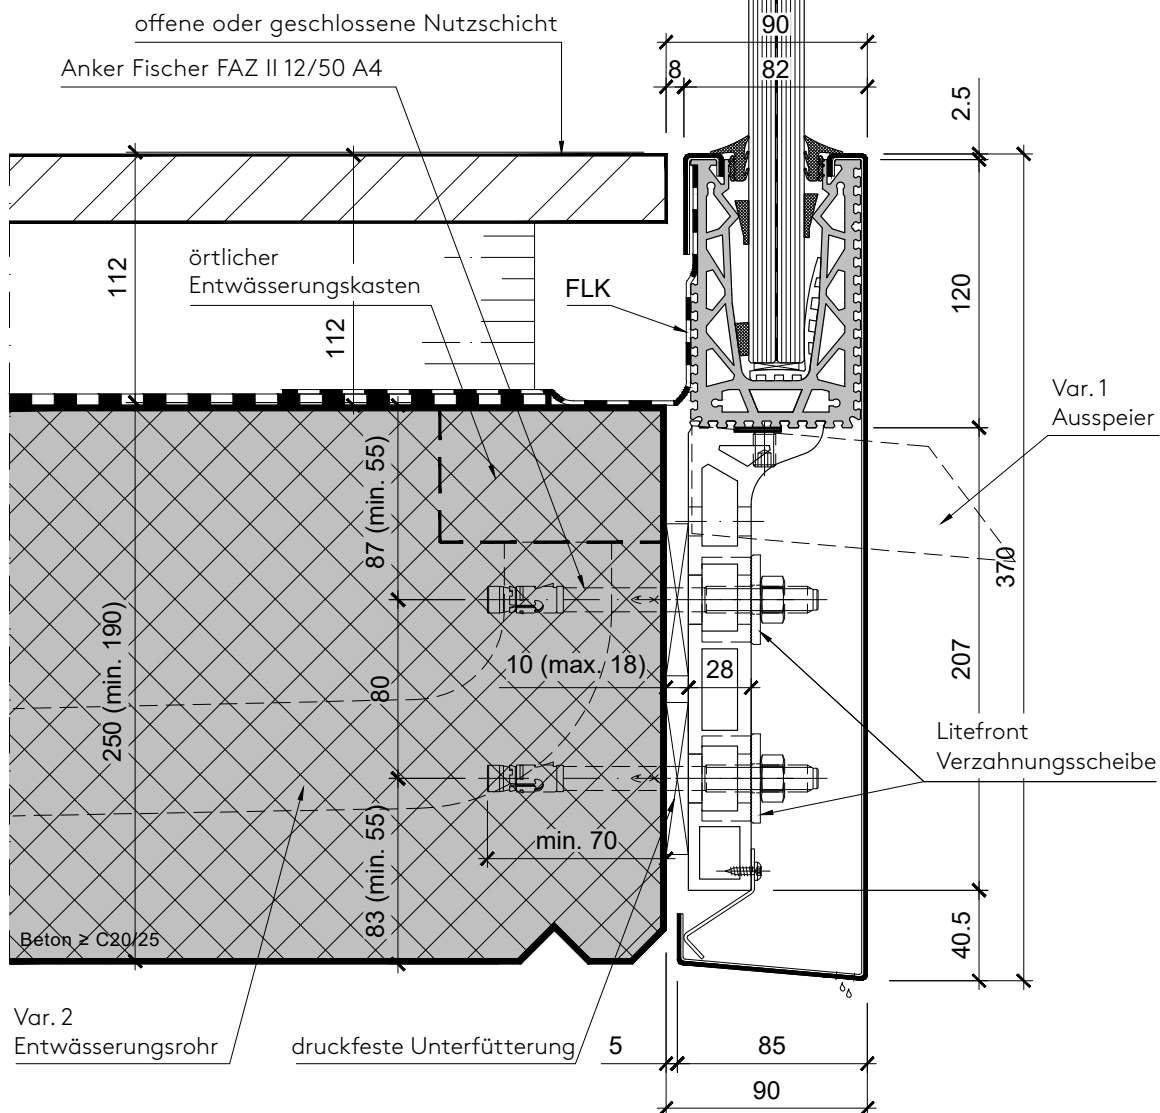 offene oder geschlossene Nutzschicht
90
Anker Fischer FAZ II 12/50 A4
8
82
2.5
örtlicher
Entwässerungskasten
FLK
112
112
120
Var. 1
Ausspeier
87 (min. 55)
370
250 (min. 190)
10 (max. 18)
28
80
207
Litefront
Verzahnungsscheibe
min. 70
83 (min. 55)
Beton ≥ C20/25
40.5
Var. 2
Entwässerungsrohr
druckfeste Unterfütterung
5
85
90